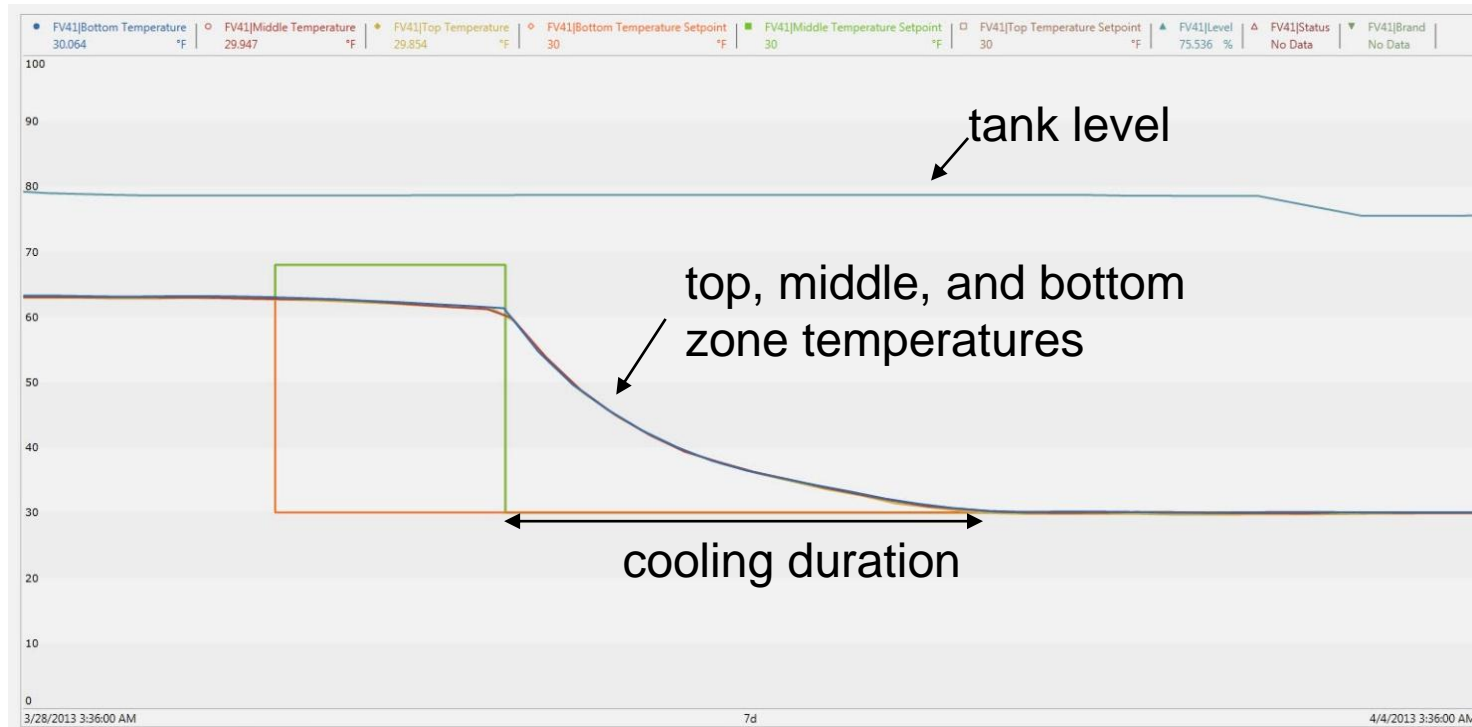 FV41|Bottom Temperature FV41|Middle Temperature FV41|Top Temperature FV41|Bottom Temperature Setpoint FV41|Middle Temperature Setpoint FV41|Top Temperature Setpoint FV41|Level FV41|Status FV41|Brand
30.064 °F 29.947 °F 29.854 °F 30 °F 30 °F 30 °F 75.536 % No Data No Data
100
90
tank level
80
70
top, middle, and bottom
zone temperatures
60
50
40
30
cooling duration
20
10
0
3/28/2013 3:36:00 AM 7d 4/4/2013 3:36:00 AM